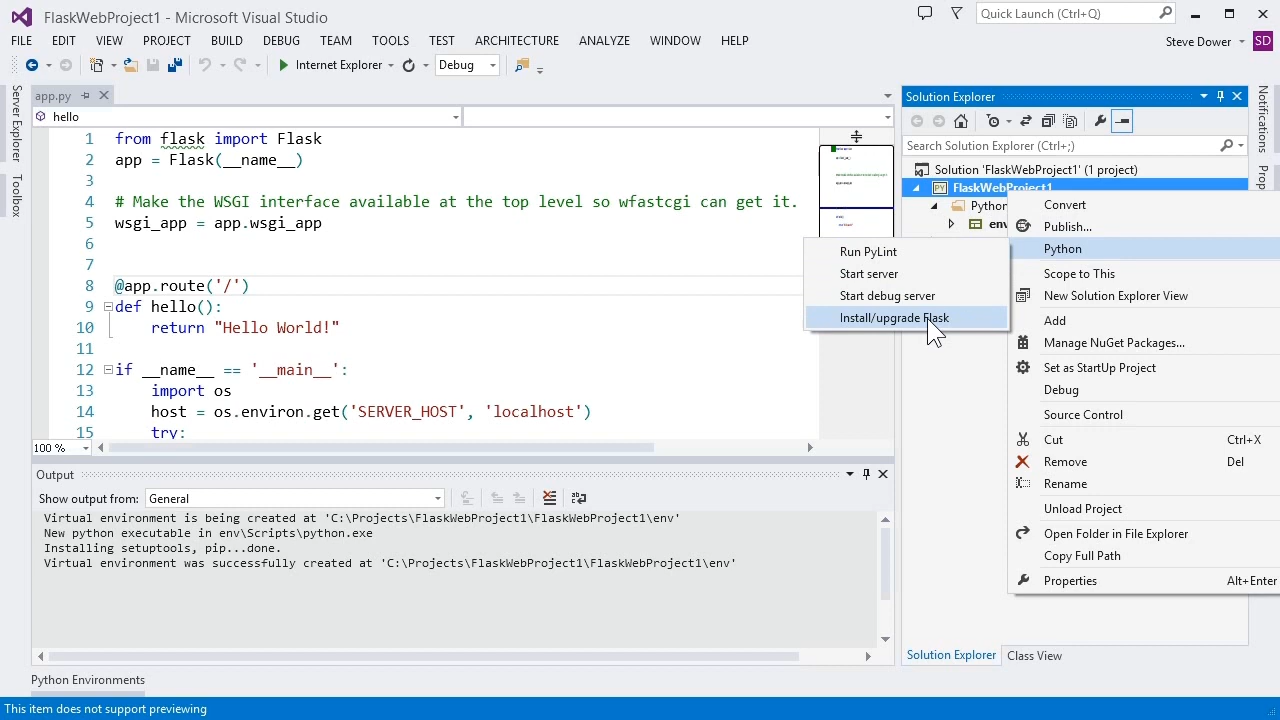 FlaskWebProject1 - Microsoft Visual Studio
Quick Launch (Ctrl+Q)
FILE EDIT VIEW PROJECT BUILD DEBUG TEAM TOOLS TEST ARCHITECTURE ANALYZE WINDOW HELP
Steve Dower SD
Internet Explorer Debug
Server Explorer
Toolbox
app.py
hello
1 from flask import Flask
2 app = Flask(__name__)
3
4 # Make the WSGI interface available at the top level so wfastcgi can get it.
5 wsgi_app = app.wsgi_app
6
7
8 @app.route('/')
9 def hello():
10 return "Hello World!"
11
12 if __name__ == '__main__':
13 import os
14 host = os.environ.get('SERVER_HOST', 'localhost')
15 try:
100 %
Run PyLint
Start server
Start debug server
Install/upgrade Flask
Output
Show output from: General
Virtual environment is being created at 'C:\Projects\FlaskWebProject1\FlaskWebProject1\env'
New python executable in env\Scripts\python.exe
Installing setuptools, pip...done.
Virtual environment was successfully created at 'C:\Projects\FlaskWebProject1\FlaskWebProject1\env'
Python Environments
This item does not support previewing
Solution Explorer
Search Solution Explorer (Ctrl+;)
Solution 'FlaskWebProject1' (1 project)
PY FlaskWebProject1
Python
env
Convert
Publish...
Python
Scope to This
New Solution Explorer View
Add
Manage NuGet Packages...
Set as StartUp Project
Debug
Source Control
Cut Ctrl+X
Remove Del
Rename
Unload Project
Open Folder in File Explorer
Copy Full Path
Properties Alt+Enter
Solution Explorer Class View
Notifications